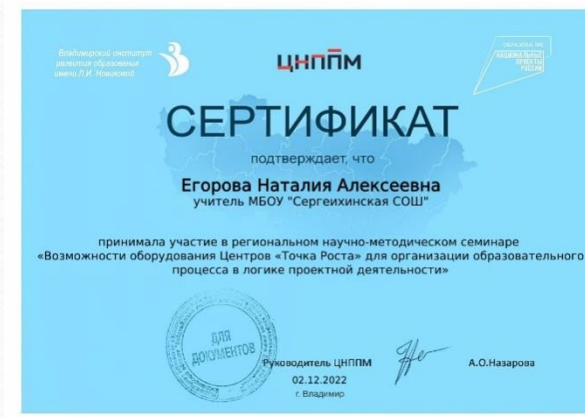 Владимирский институт
развития образования
имени Л.И. Новиковой
ЦНППМ
ОБРАЗОВАНИЕ
НАЦИОНАЛЬНЫЕ
ПРОЕКТЫ
РОССИИ
СЕРТИФИКАТ
подтверждает, что
Егорова Наталия Алексеевна
учитель МБОУ "Сергеихинская СОШ"
принимала участие в региональном научно-методическом семинаре
«Возможности оборудования Центров «Точка Роста» для организации образовательного
процесса в логике проектной деятельности»
ДЛЯ
ДОКУМЕНТОВ
Руководитель ЦНППМ
А.О.Назарова
02.12.2022
г. Владимир